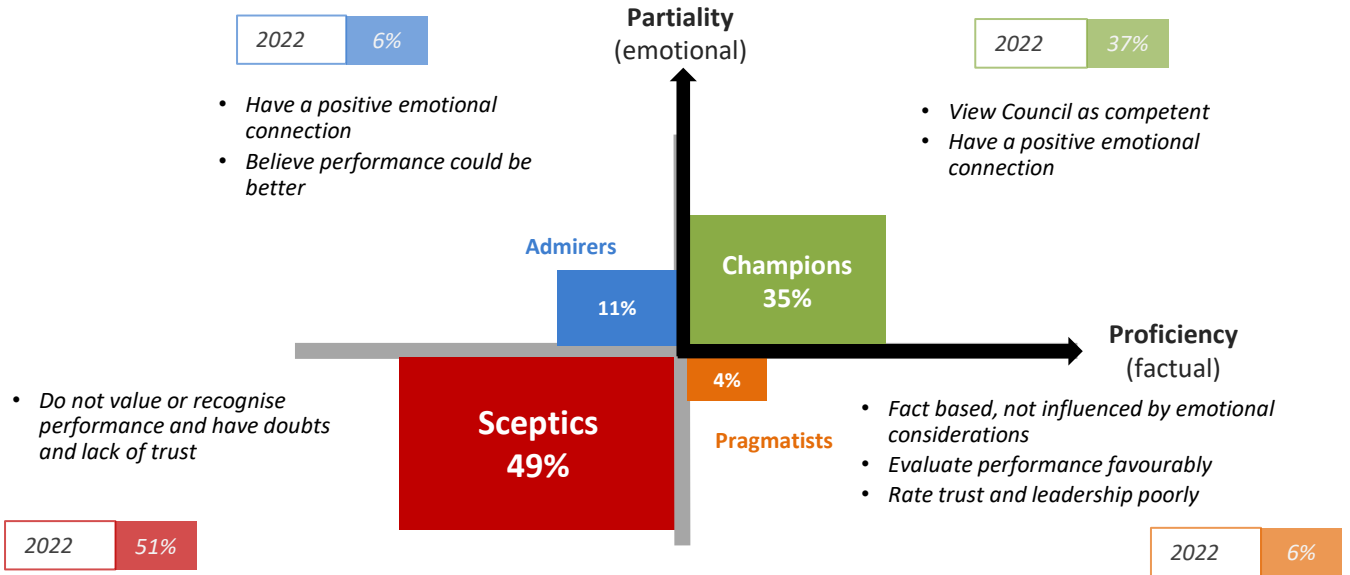 Partiality
(emotional)
2022 6%
2022 37%
• Have a positive emotional
connection
• Believe performance could be
better
• View Council as competent
• Have a positive emotional
connection
Admirers
11%
Champions
35%
Proficiency
(factual)
• Do not value or recognise
performance and have doubts
and lack of trust
Sceptics
49%
4%
Pragmatists
• Fact based, not influenced by emotional
considerations
• Evaluate performance favourably
• Rate trust and leadership poorly
2022 51%
2022 6%